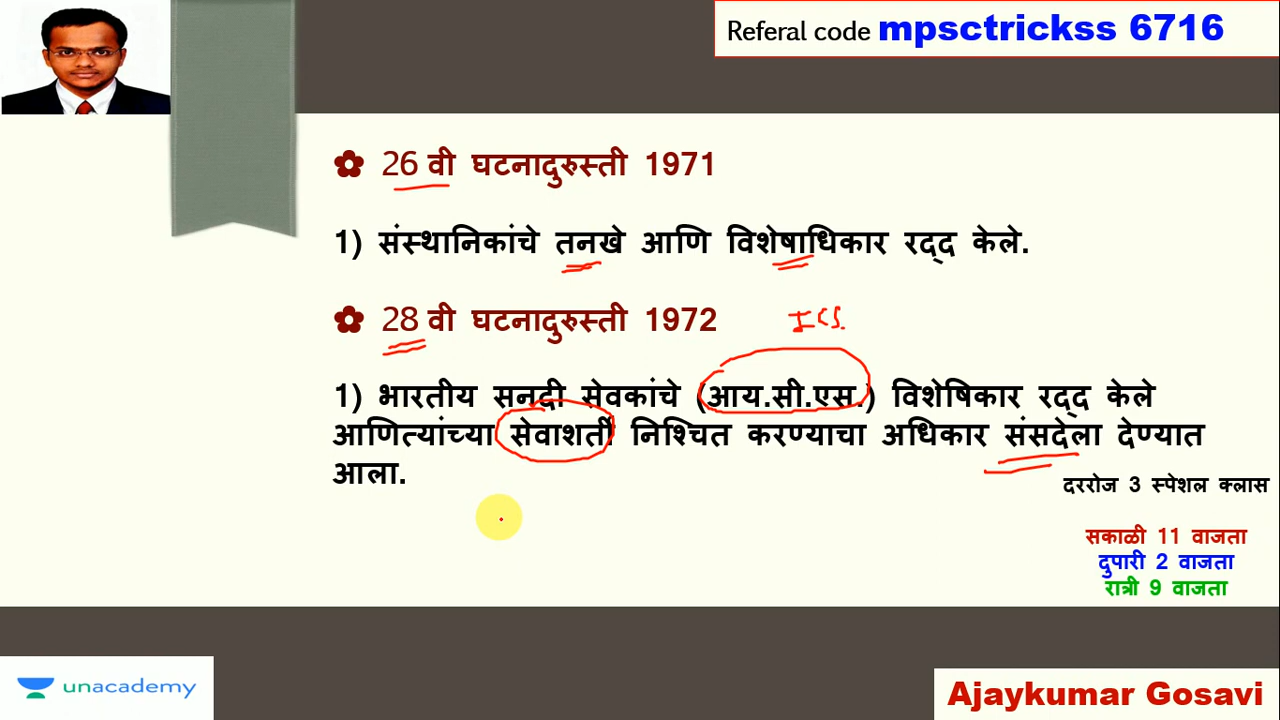 Referal code mpsctrickss 6716
26 वी घटनादुरुस्ती 1971
1) संस्थानिकांचे तनखे आणि विशेषाधिकार रद्द केले.
28 वी घटनादुरुस्ती 1972
ICS.
1) भारतीय सनदी सेवकांचे (आय.सी.एस.) विशेषिकार रद्द केले
आणित्यांच्या सेवाशर्ती निश्चित करण्याचा अधिकार संसदेला देण्यात
आला.
दररोज 3 स्पेशल क्लास
सकाळी 11 वाजता
दुपारी 2 वाजता
रात्री 9 वाजता
unacademy
Ajaykumar Gosavi